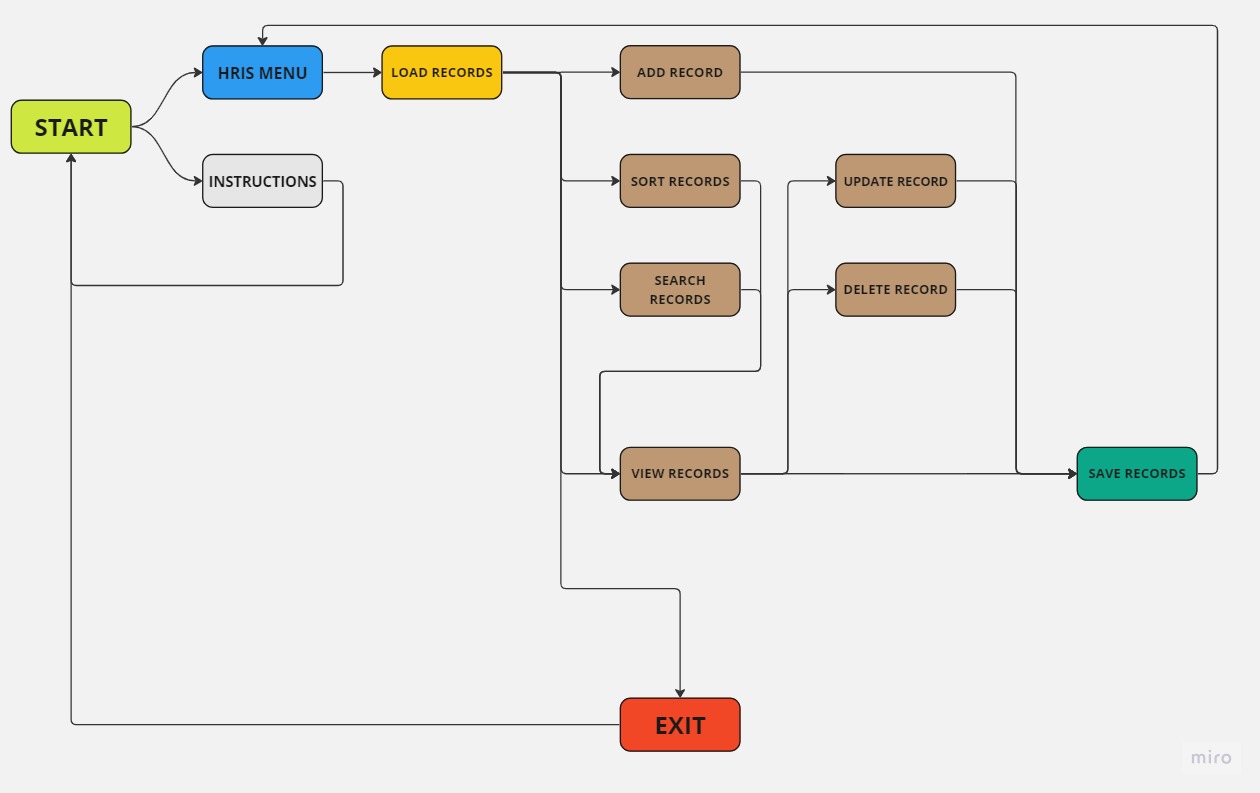 HRIS MENU
LOAD RECORDS
ADD RECORD
START
INSTRUCTIONS
SORT RECORDS
UPDATE RECORD
SEARCH
RECORDS
DELETE RECORD
VIEW RECORDS
SAVE RECORDS
EXIT
miro